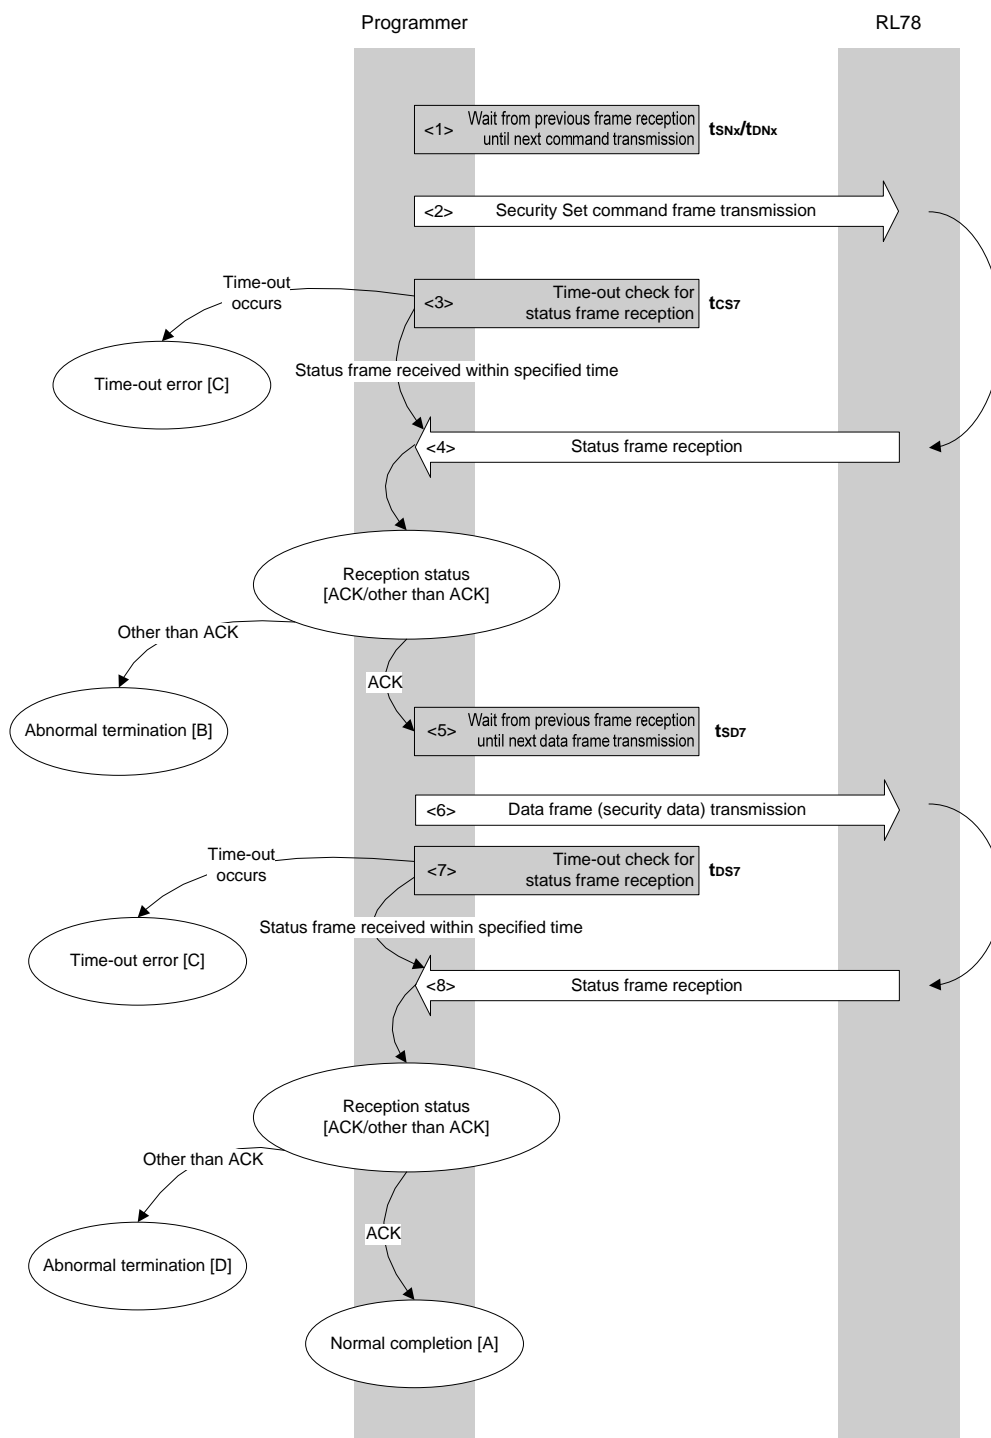 Programmer
RL78
<1>
Wait from previous frame reception
until next command transmission
tSNx/tDNx
<2>
Security Set command frame transmission
Time-out
occurs
<3>
Time-out check for
status frame reception
tCS7
Time-out error [C]
Status frame received within specified time
<4>
Status frame reception
Reception status
[ACK/other than ACK]
Other than ACK
ACK
Abnormal termination [B]
<5>
Wait from previous frame reception
until next data frame transmission
tSD7
<6>
Data frame (security data) transmission
Time-out
occurs
<7>
Time-out check for
status frame reception
tDS7
Status frame received within specified time
Time-out error [C]
<8>
Status frame reception
Reception status
[ACK/other than ACK]
Other than ACK
ACK
Abnormal termination [D]
Normal completion [A]